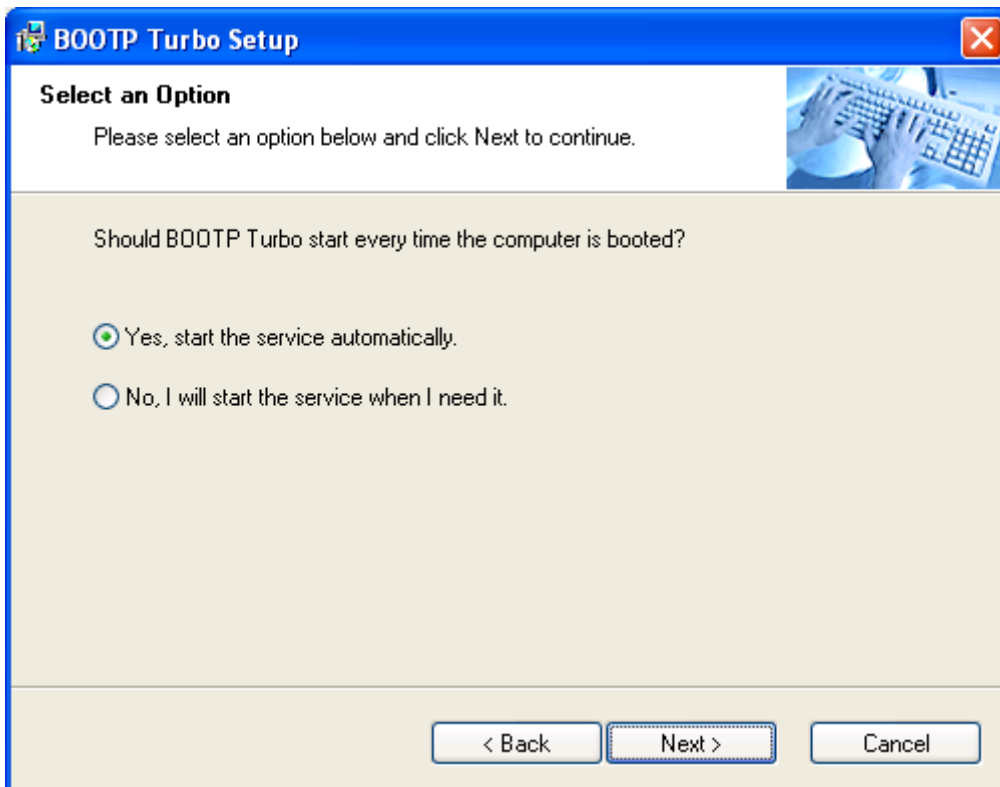 BOOTP Turbo Setup
Select an Option
Please select an option below and click Next to continue.
Should BOOTP Turbo start every time the computer is booted?
Yes, start the service automatically.
No, I will start the service when I need it.
< Back Next > Cancel